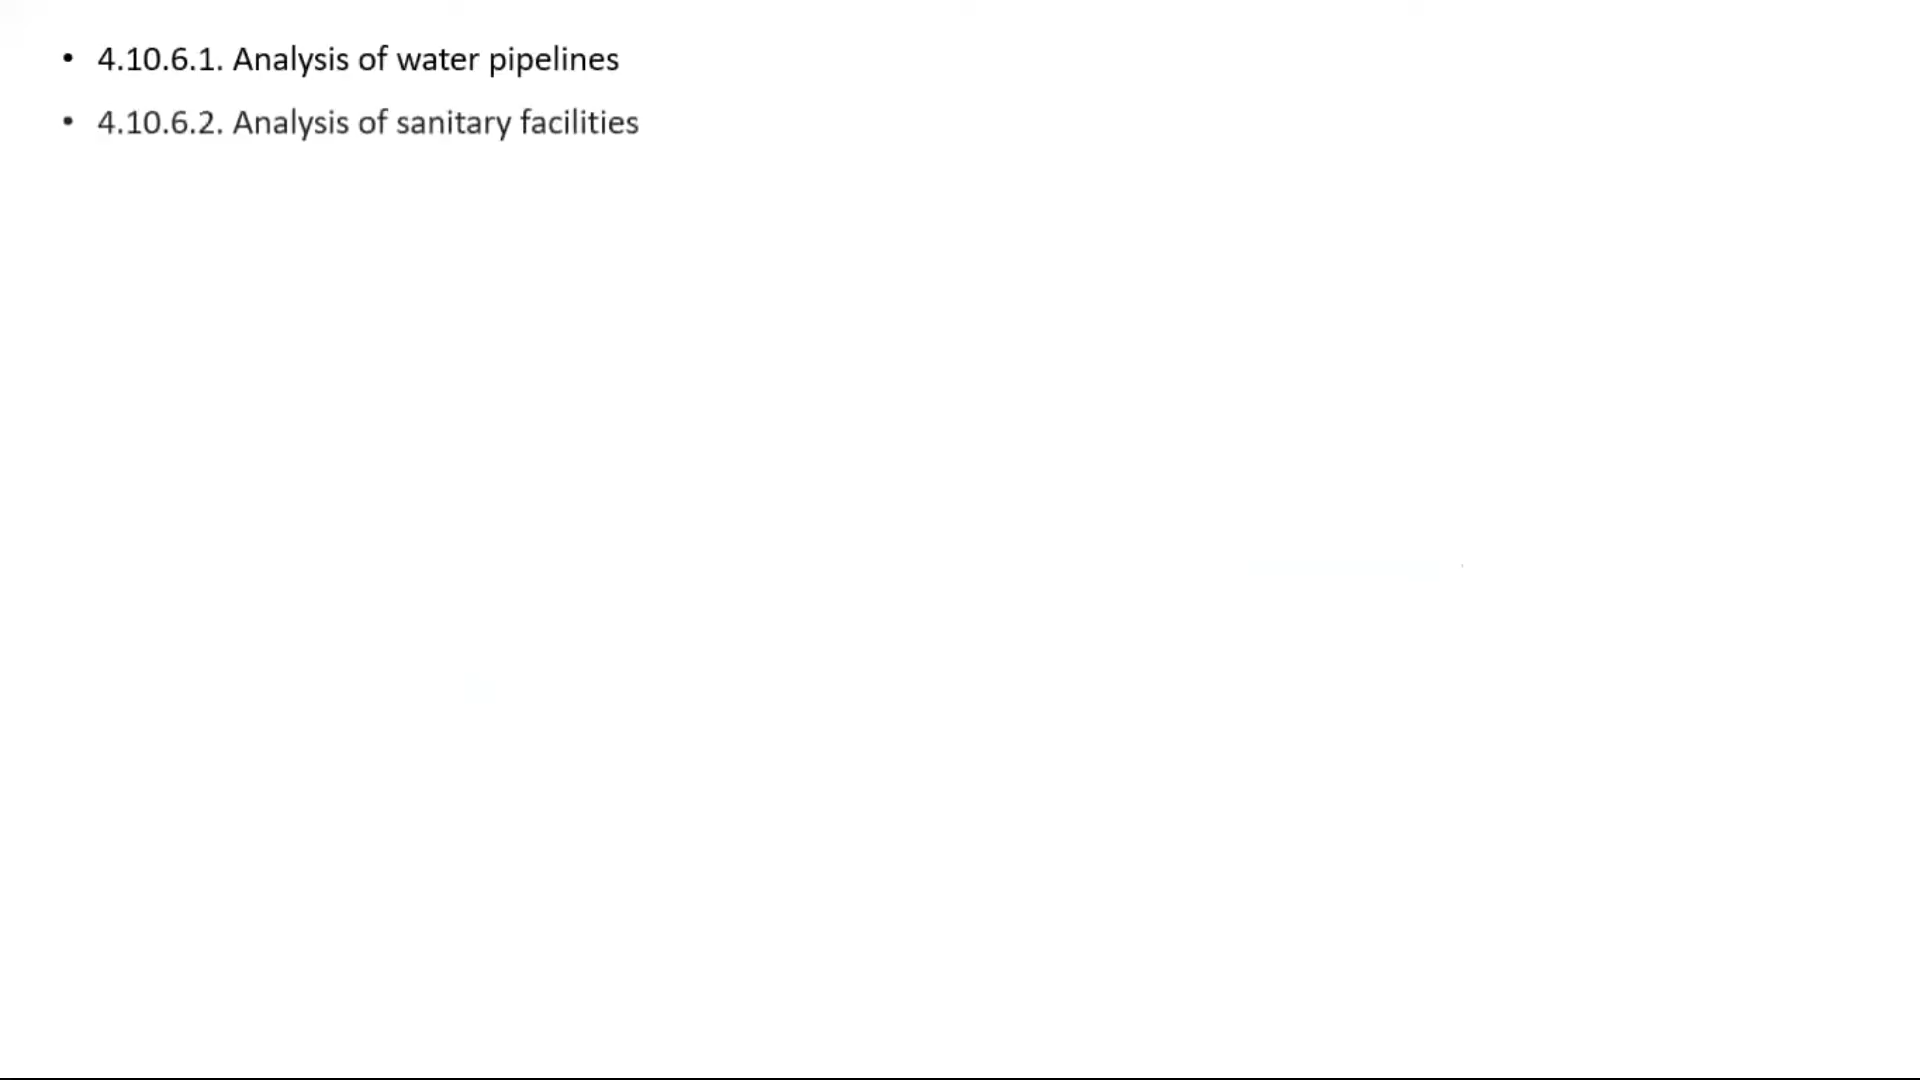 • 4.10.6.1. Analysis of water pipelines
• 4.10.6.2. Analysis of sanitary facilities